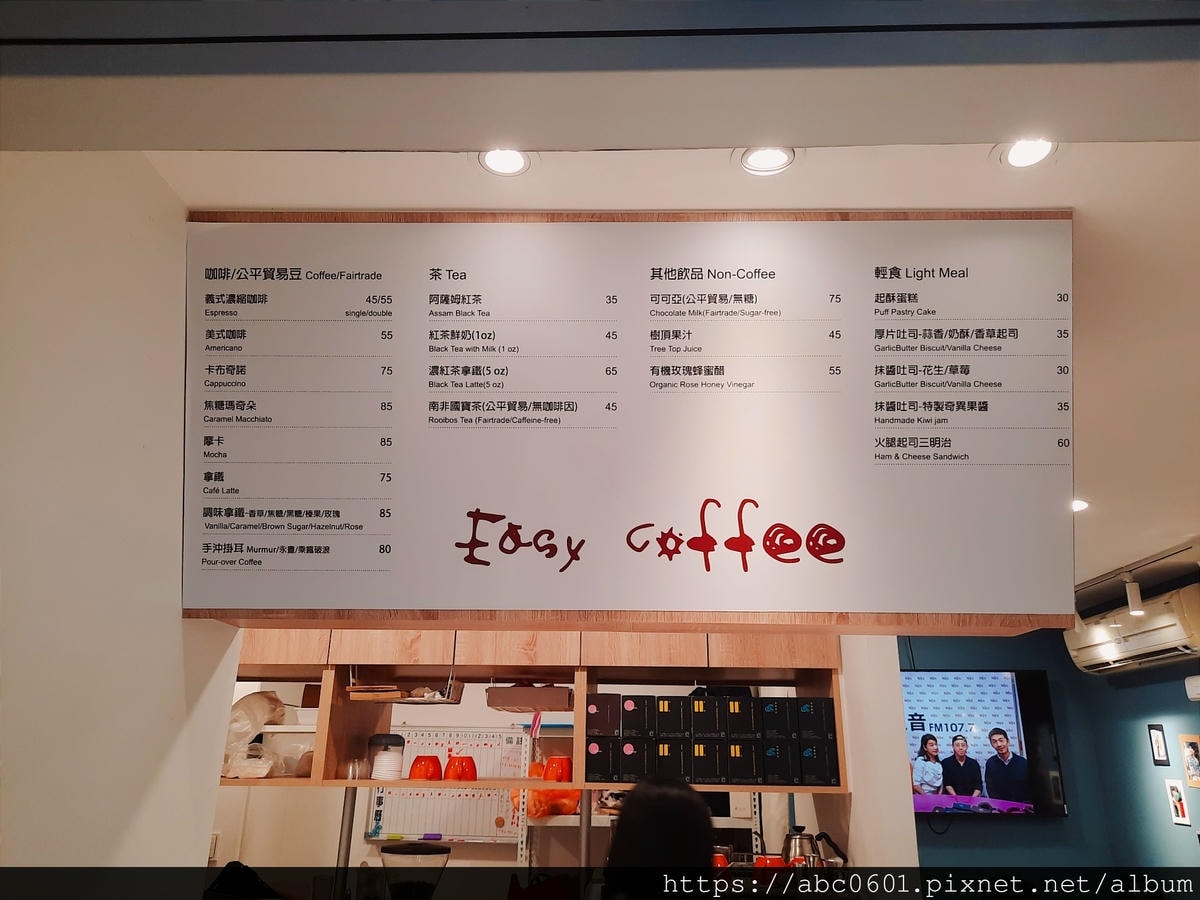 咖啡/公平貿易豆 Coffee/Fairtrade
義式濃縮咖啡 45/55
Espresso single/double
美式咖啡 55
Americano
卡布奇諾 75
Cappuccino
焦糖瑪奇朵 85
Caramel Macchiato
摩卡 85
Mocha
拿鐵 75
Café Latte
調味拿鐵-香草/焦糖/黑糖/榛果/玫瑰 85
Vanilla/Caramel/Brown Sugar/Hazelnut/Rose
手沖掛耳 Murmur/永晝/乘風破浪 80
Pour-over Coffee
茶 Tea
阿薩姆紅茶 35
Assam Black Tea
紅茶鮮奶(1oz) 45
Black Tea with Milk (1 oz)
濃紅茶拿鐵(5 oz) 65
Black Tea Latte(5 oz)
南非國寶茶(公平貿易/無咖啡因) 45
Rooibos Tea (Fairtrade/Caffeine-free)
其他飲品 Non-Coffee
可可亞(公平貿易/無糖) 75
Chocolate Milk(Fairtrade/Sugar-free)
樹頂果汁 45
Tree Top Juice
有機玫瑰蜂蜜醋 55
Organic Rose Honey Vinegar
輕食 Light Meal
起酥蛋糕 30
Puff Pastry Cake
厚片吐司-蒜香/奶酥/香草起司 35
GarlicButter Biscuit/Vanilla Cheese
抹醬吐司-花生/草莓 30
GarlicButter Biscuit/Vanilla Cheese
抹醬吐司-特製奇異果醬 35
Handmade Kiwi jam
火腿起司三明治 60
Ham & Cheese Sandwich
Easy coffee
備註
行事曆
音 FM107.7
https://abc0601.pixnet.net/album